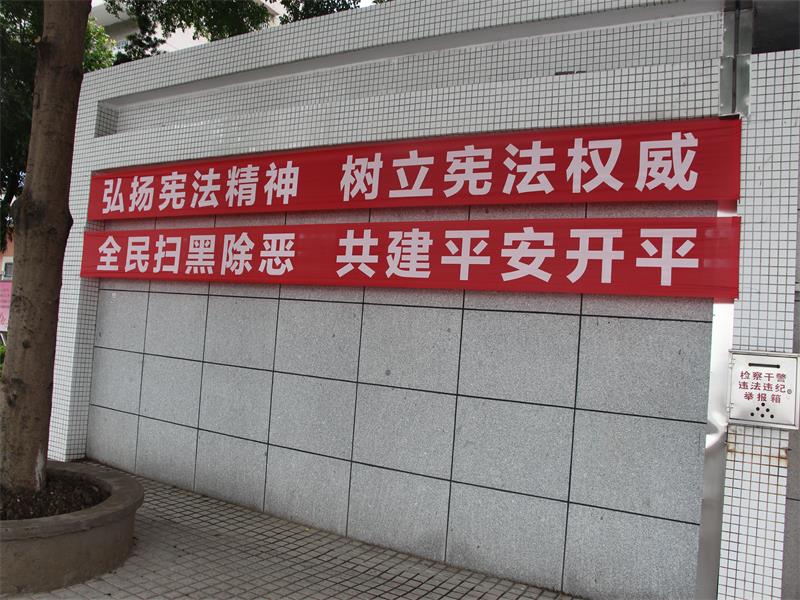 弘扬宪法精神 树立宪法权威
全民扫黑除恶 共建平安开平
检察干警
违法违纪
举报箱